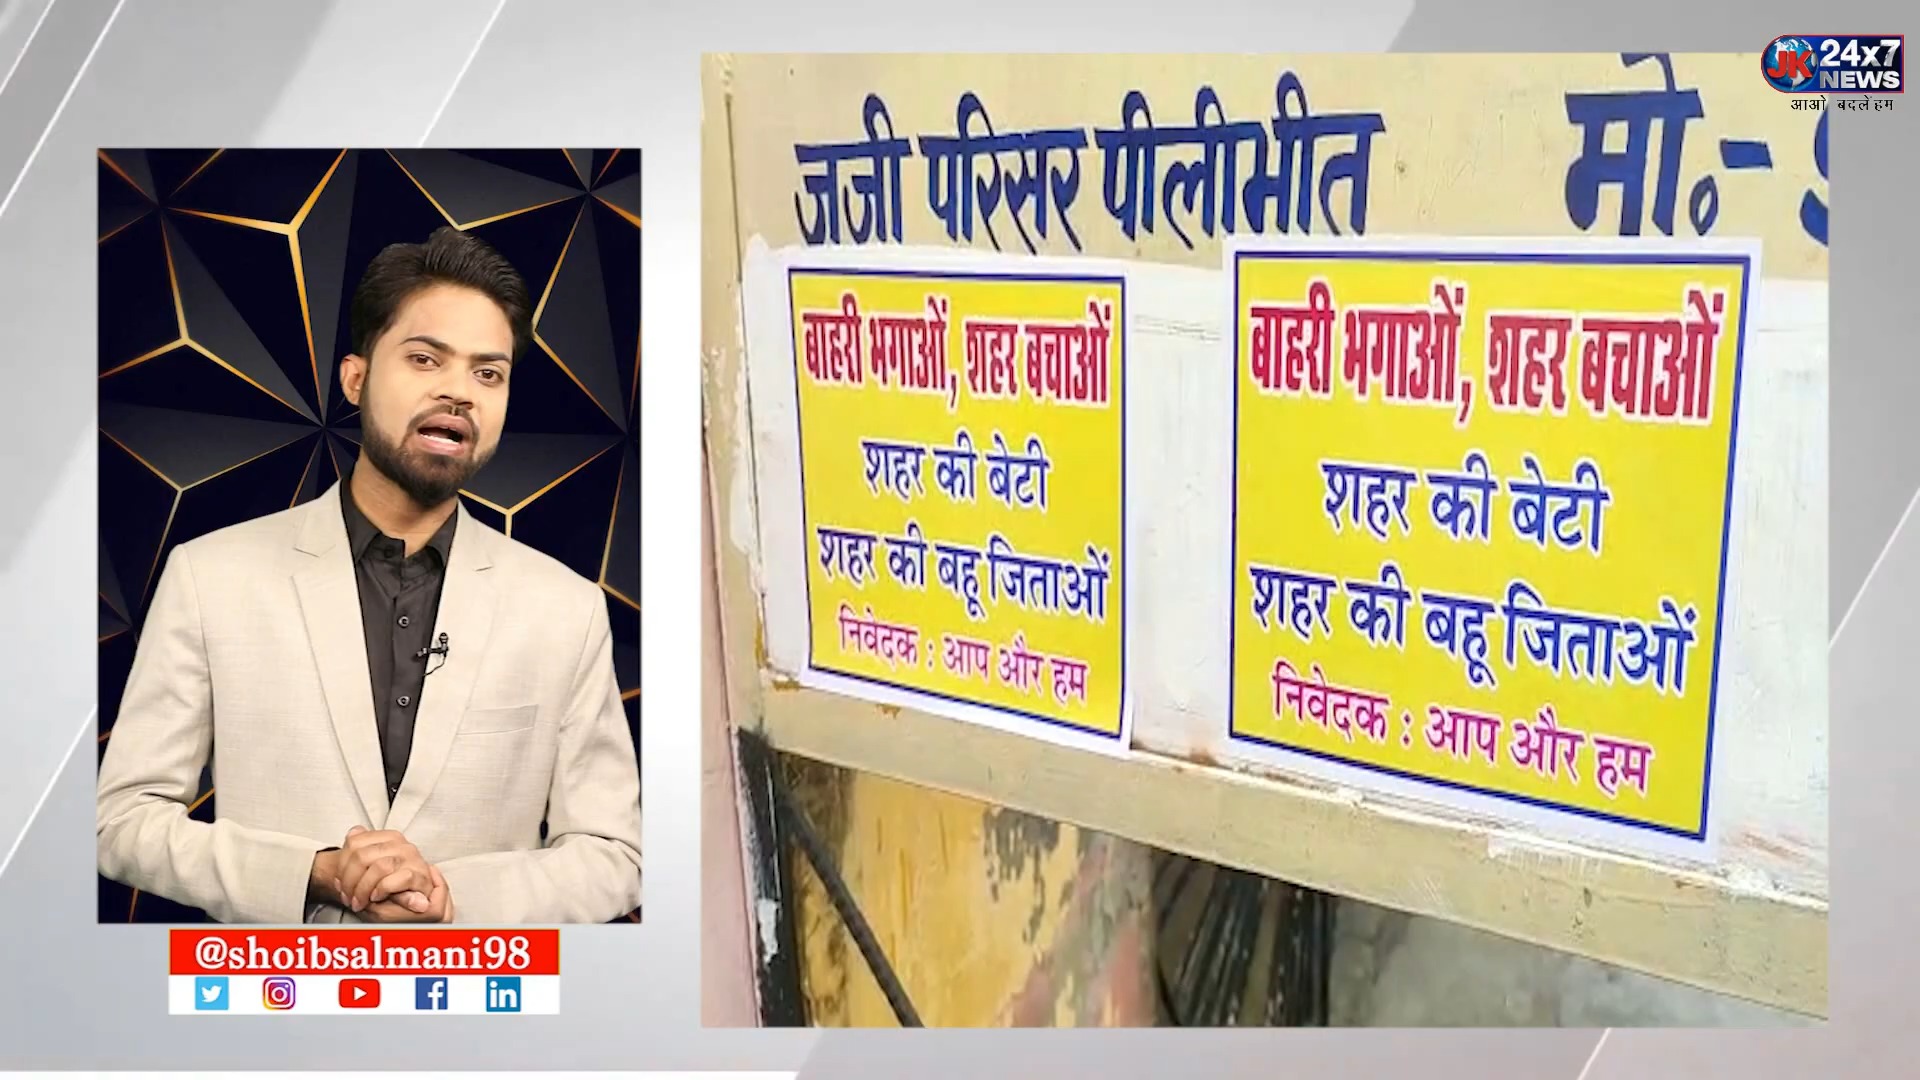 JK 24x7 NEWS
आओ बदलें हम
जजी परिसर पीलीभीत मो.-
बाहरी भगाओं, शहर बचाओं
शहर की बेटी
शहर की बहू जिताओं
निवेदक : आप और हम
बाहरी भगाओं, शहर बचाओं
शहर की बेटी
शहर की बहू जिताओं
निवेदक : आप और हम
@shoibsalmani98